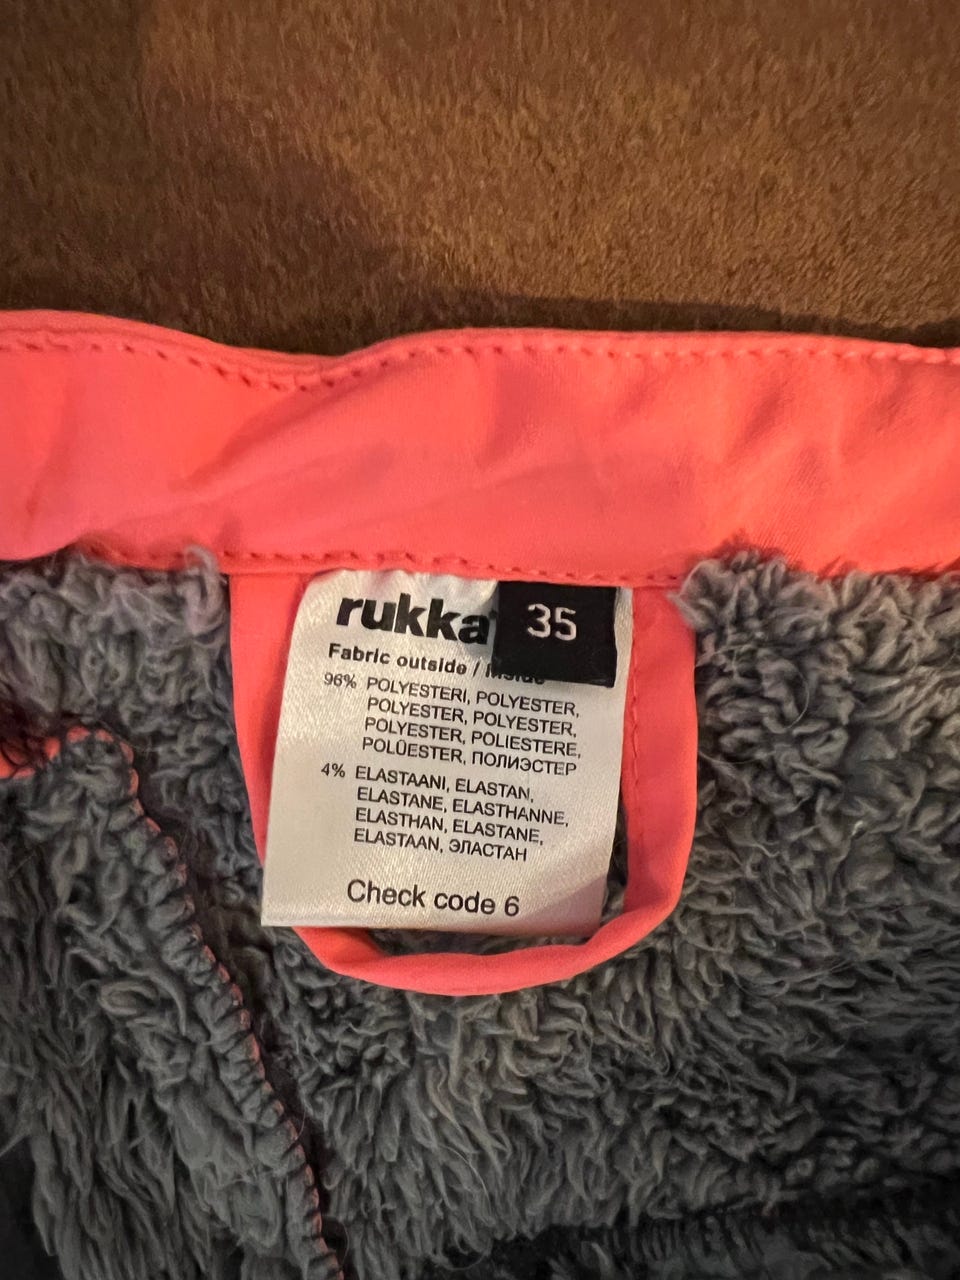 rukka
35
Fabric outside /
96% POLYESTERI, POLYESTER,
POLYESTER, POLYESTER,
POLYESTER, POLIESTERE,
POLÜESTER, ПОЛИЭСТЕР
4% ELASTAANI, ELASTAN,
ELASTANE, ELASTHANNE,
ELASTHAN, ELASTANE,
ELASTAAN, ЭЛАСТАН
Check code 6